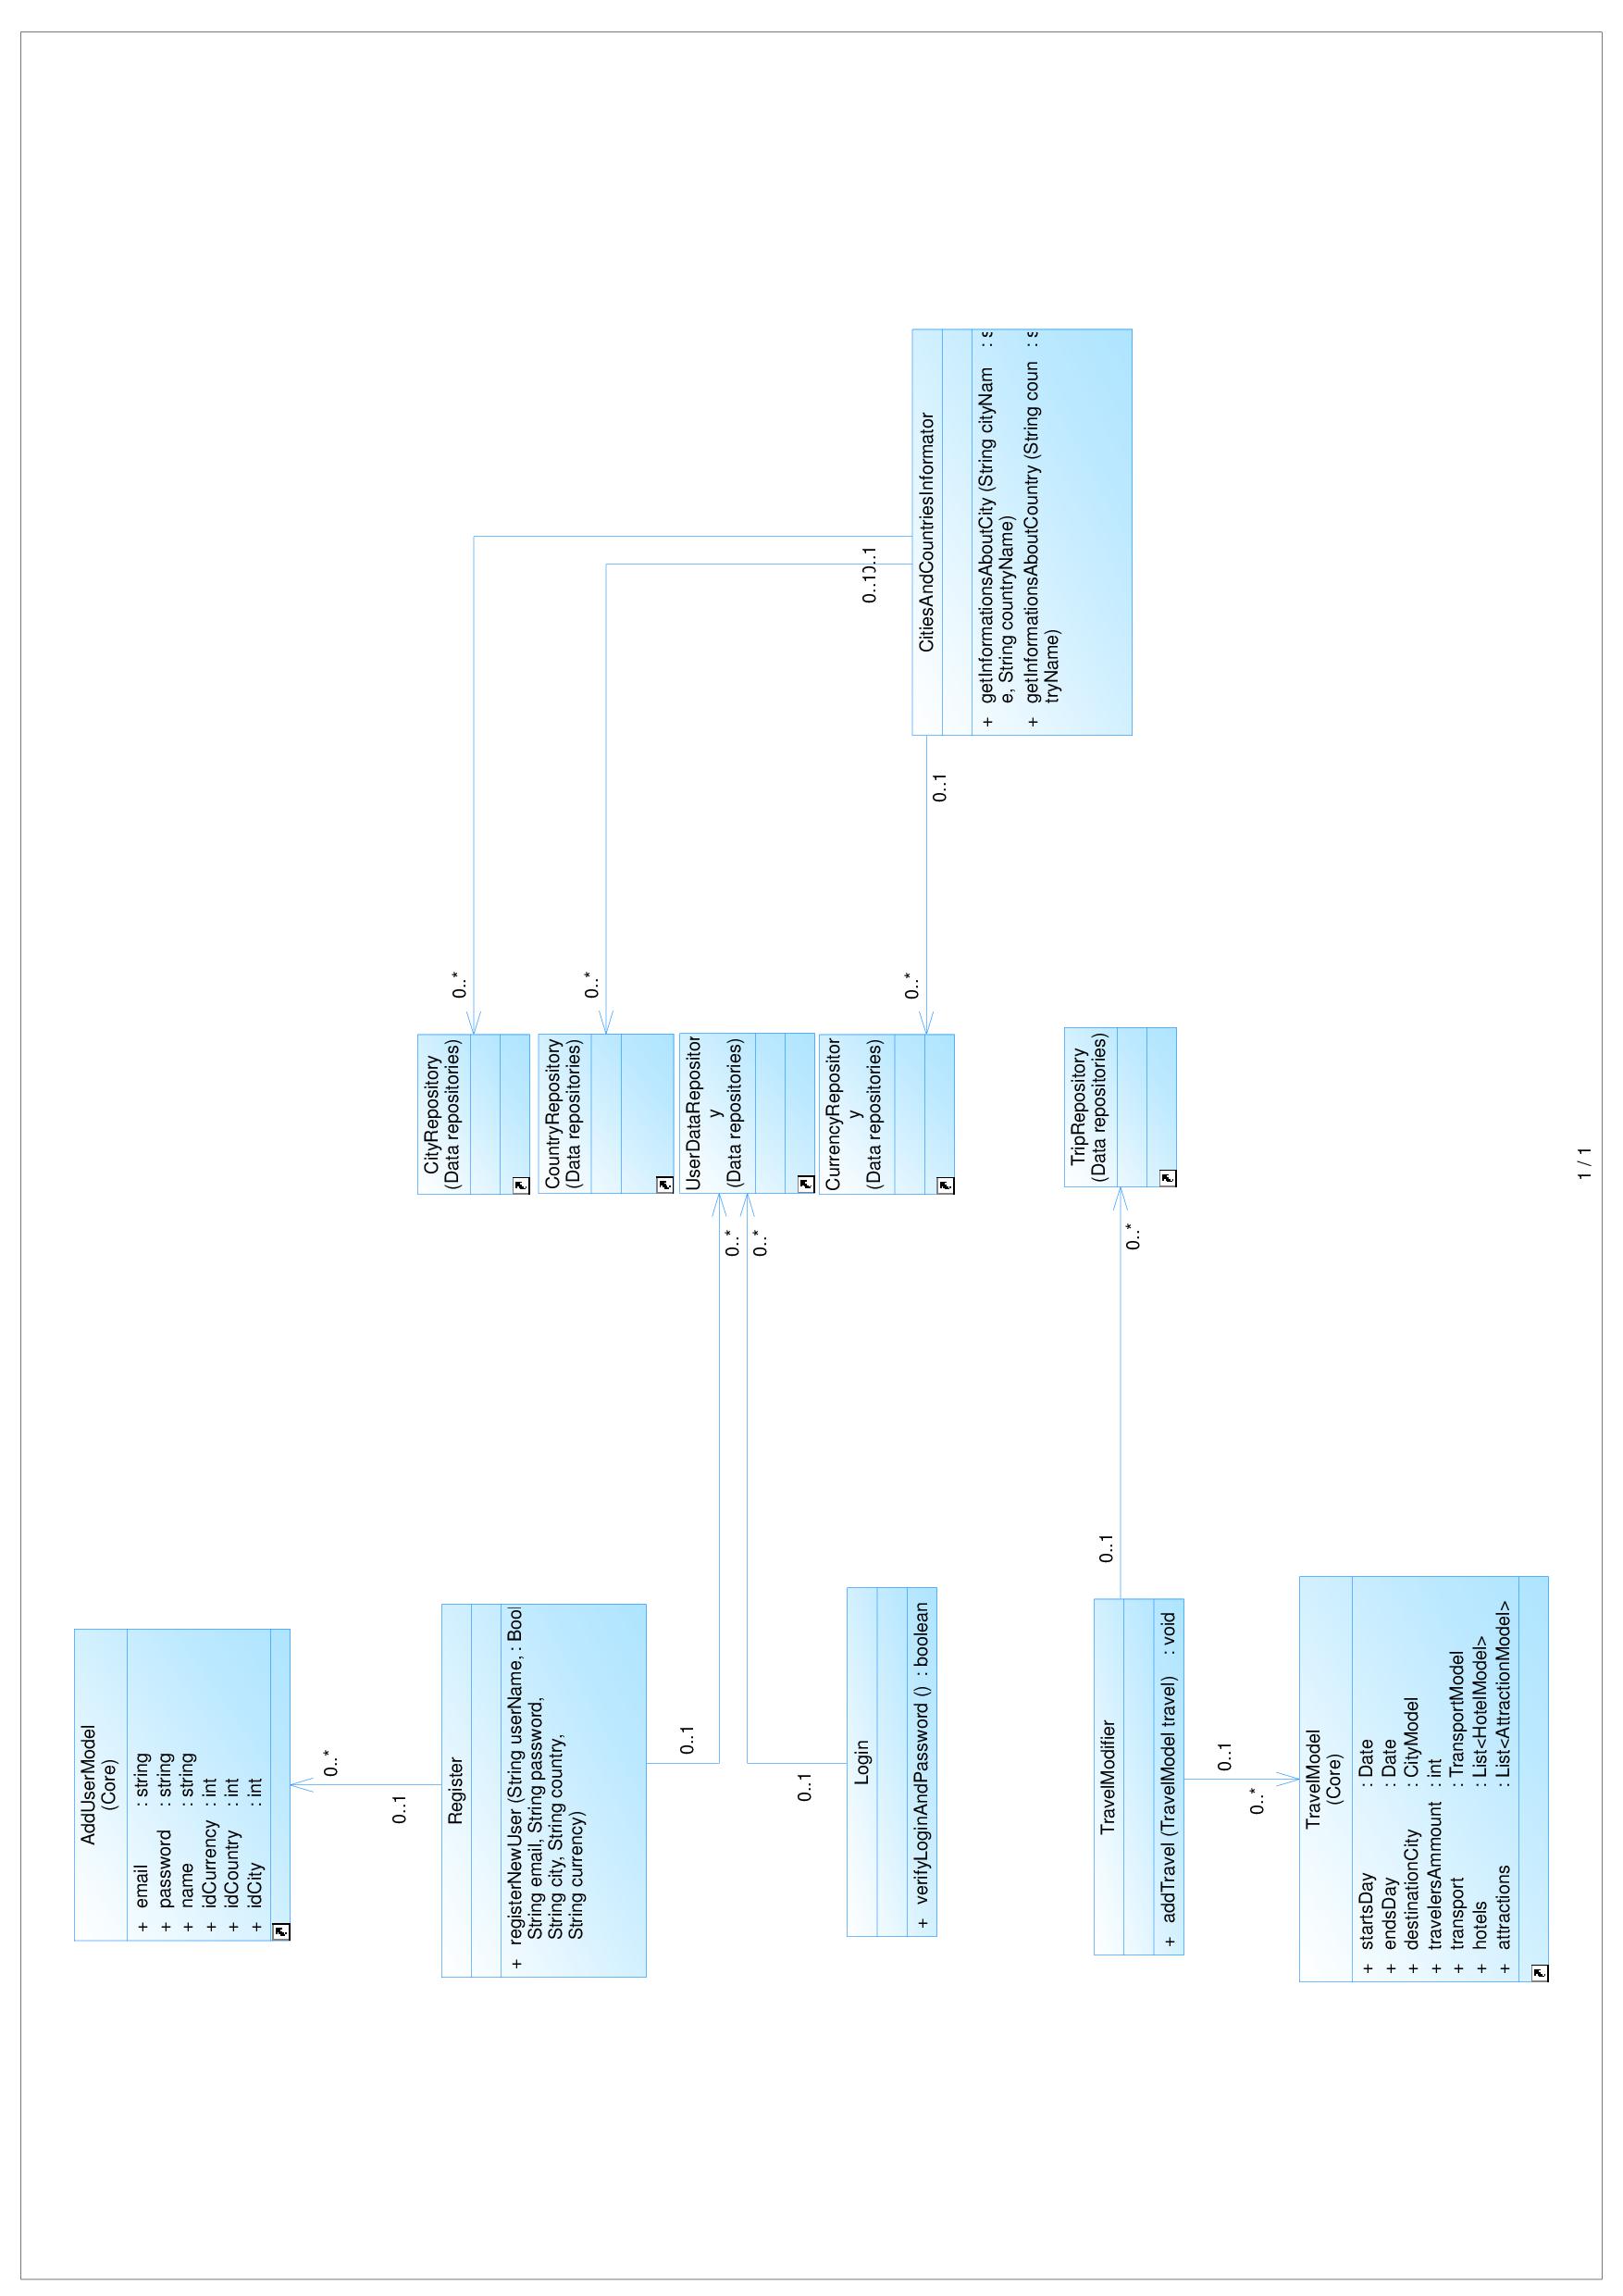 AddUserModel
(Core)
+ email : string
+ password : string
+ name : string
+ idCurrency : int
+ idCountry : int
+ idCity : int
0..*
0..1
Register
+ registerNewUser (String userName, : Bool
String email, String password,
String city, String country,
String currency)
0..1
0..*
0..*
0..1
Login
+ verifyLoginAndPassword () : boolean
TravelModifier
+ addTravel (TravelModel travel) : void
0..1
0..*
0..1
0..*
TravelModel
(Core)
+ startsDay : Date
+ endsDay : Date
+ destinationCity : CityModel
+ travelersAmmount : int
+ transport : TransportModel
+ hotels : List<HotelModel>
+ attractions : List<AttractionModel>
CityRepository
(Data repositories)
CountryRepository
(Data repositories)
UserDataRepositor
y
(Data repositories)
CurrencyRepositor
y
(Data repositories)
TripRepository
(Data repositories)
0..*
0..*
0..*
0..1
0..1
0..1
CitiesAndCountriesInformator
+ getInformationsAboutCity (String cityNam : s
e, String countryName)
+ getInformationsAboutCountry (String coun : s
tryName)
1 / 1